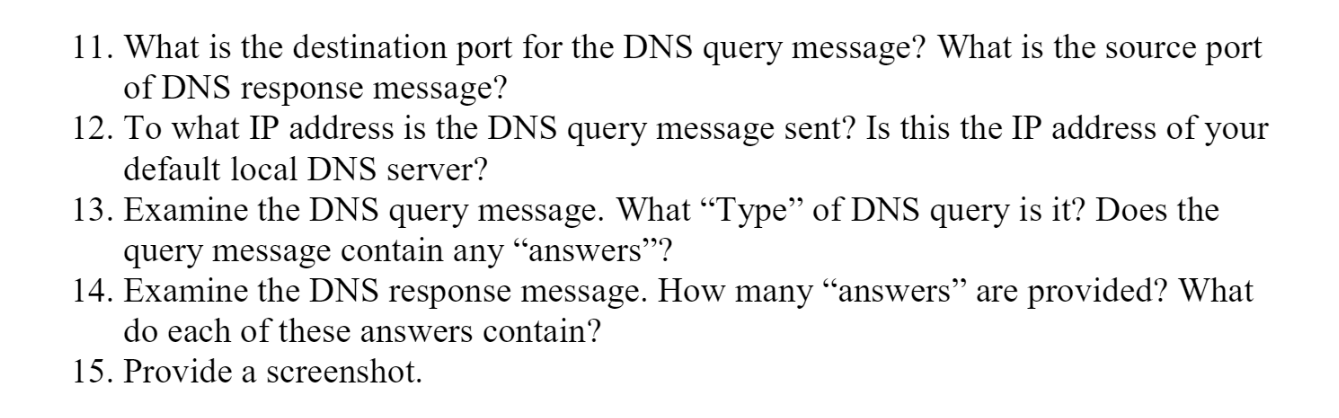 11. What is the destination port for the DNS query message? What is the source port
of DNS response message?
12. To what IP address is the DNS query message sent? Is this the IP address of your
default local DNS server?
13. Examine the DNS query message. What “Type” of DNS query is it? Does the
query message contain any “answers”?
14. Examine the DNS response message. How many “answers” are provided? What
do each of these answers contain?
15. Provide a screenshot.